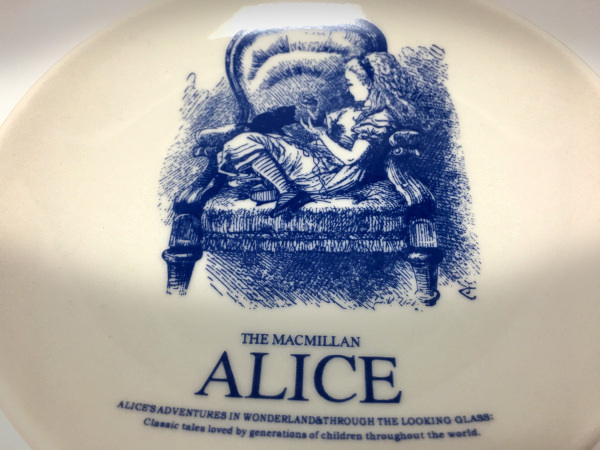 THE MACMILLAN
ALICE
ALICE'S ADVENTURES IN WONDERLAND&THROUGH THE LOOKING GLASS:
Classic tales loved by generations of children throughout the world.